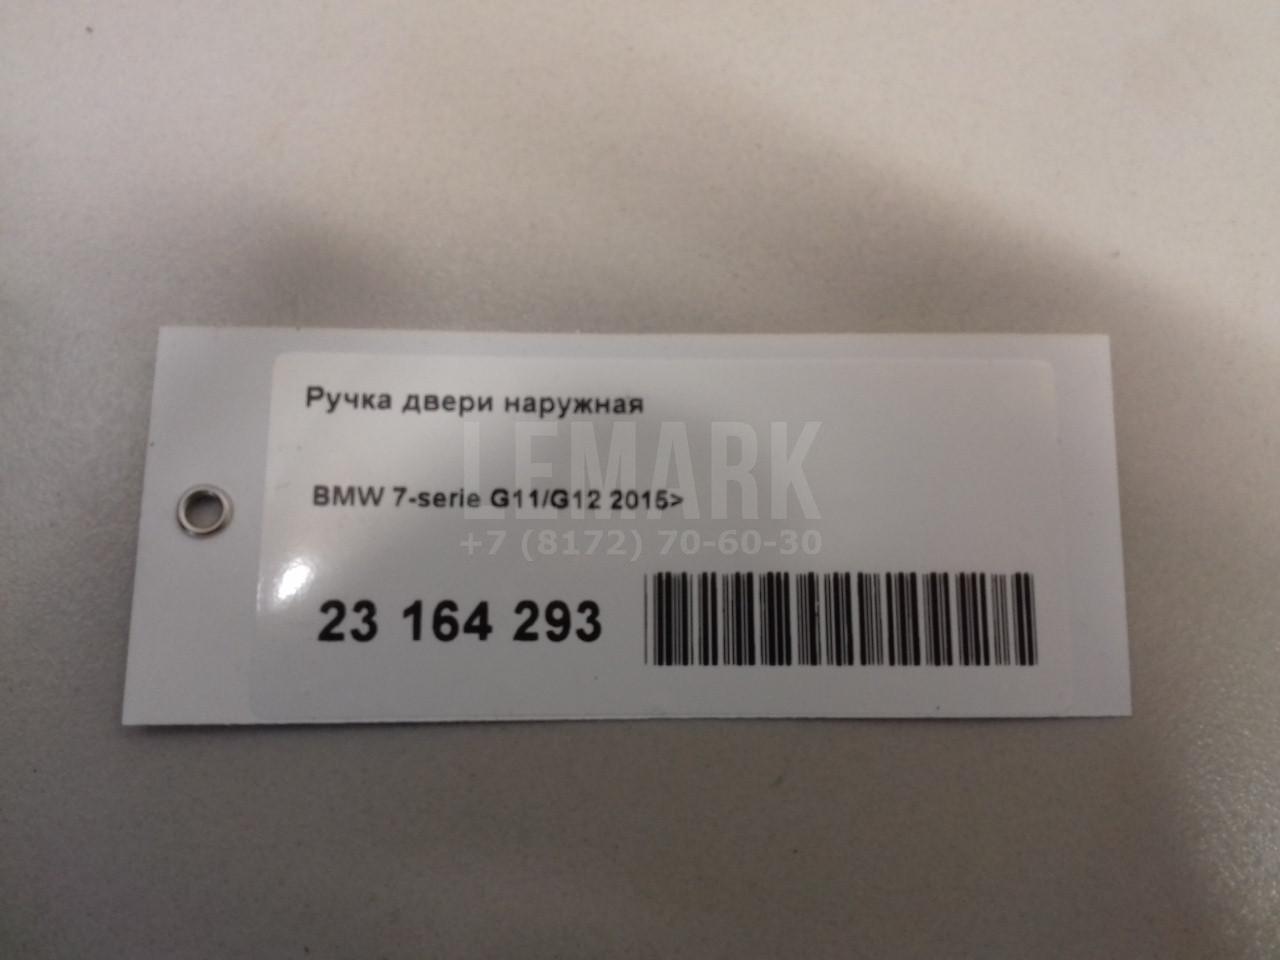 Ручка двери наружная
LEMARK
BMW 7-serie G11/G12 2015>
+7 (8172) 70-60-30
23 164 293